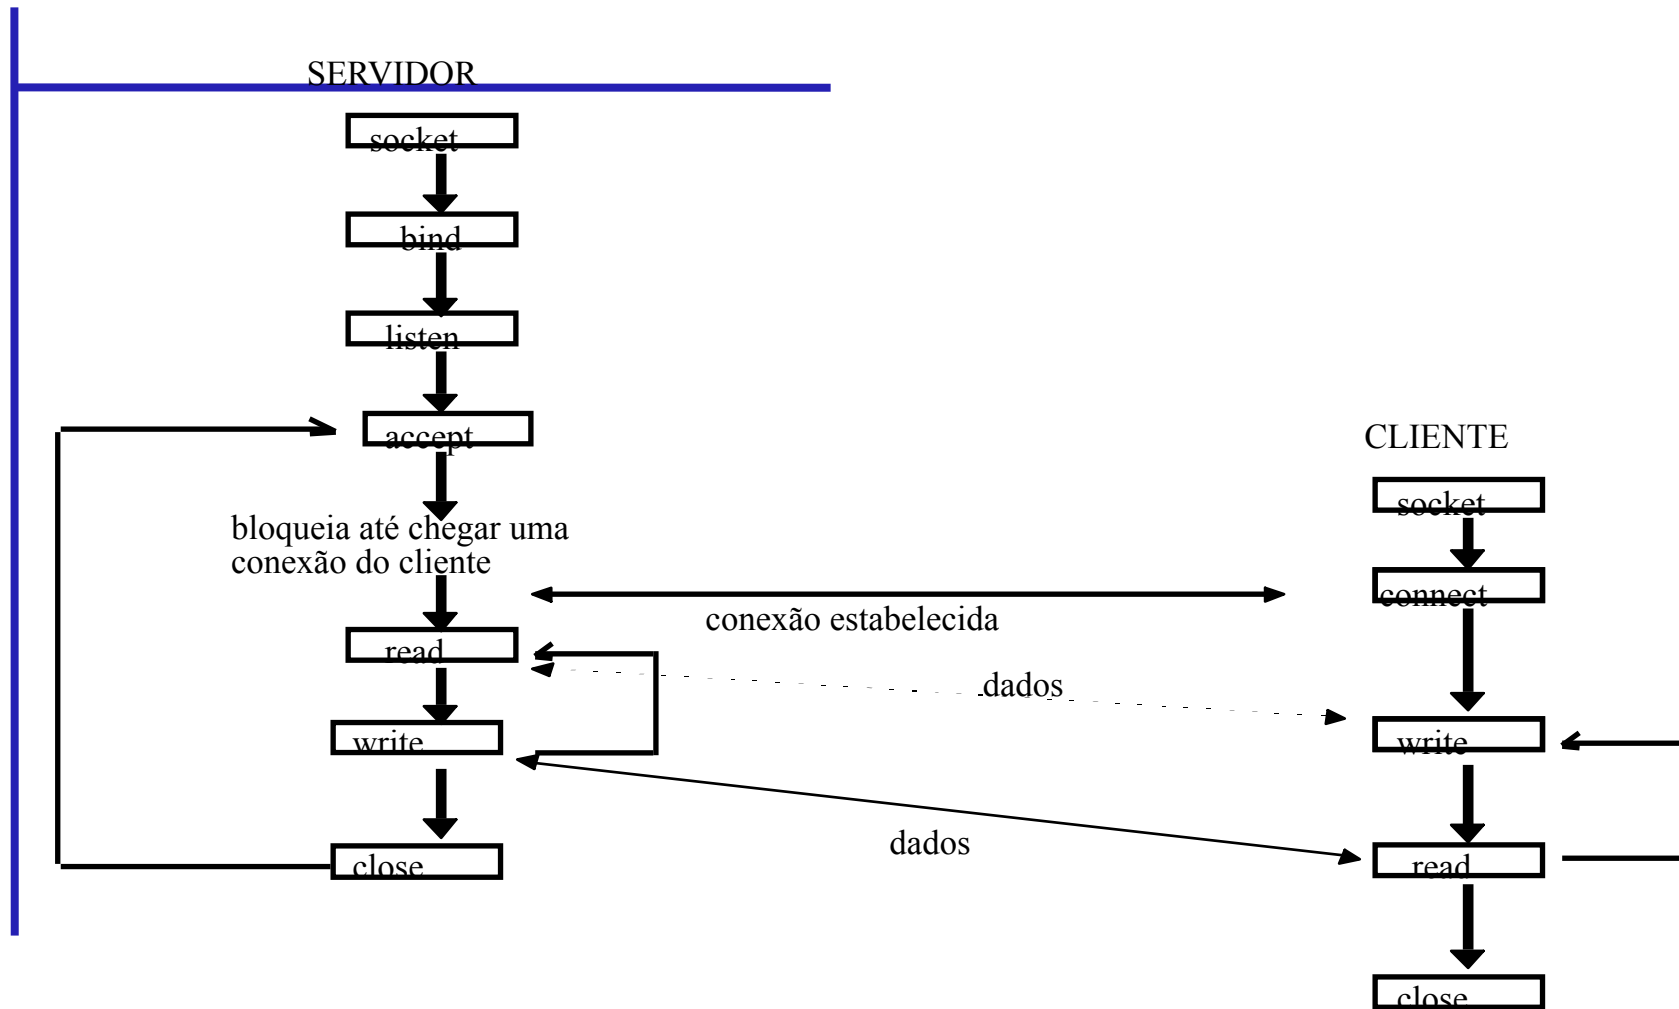 SERVIDOR
socket
bind
listen
accept
bloqueia até chegar uma
conexão do cliente
read
write
close
conexão estabelecida
dados
dados
CLIENTE
socket
connect
write
read
close